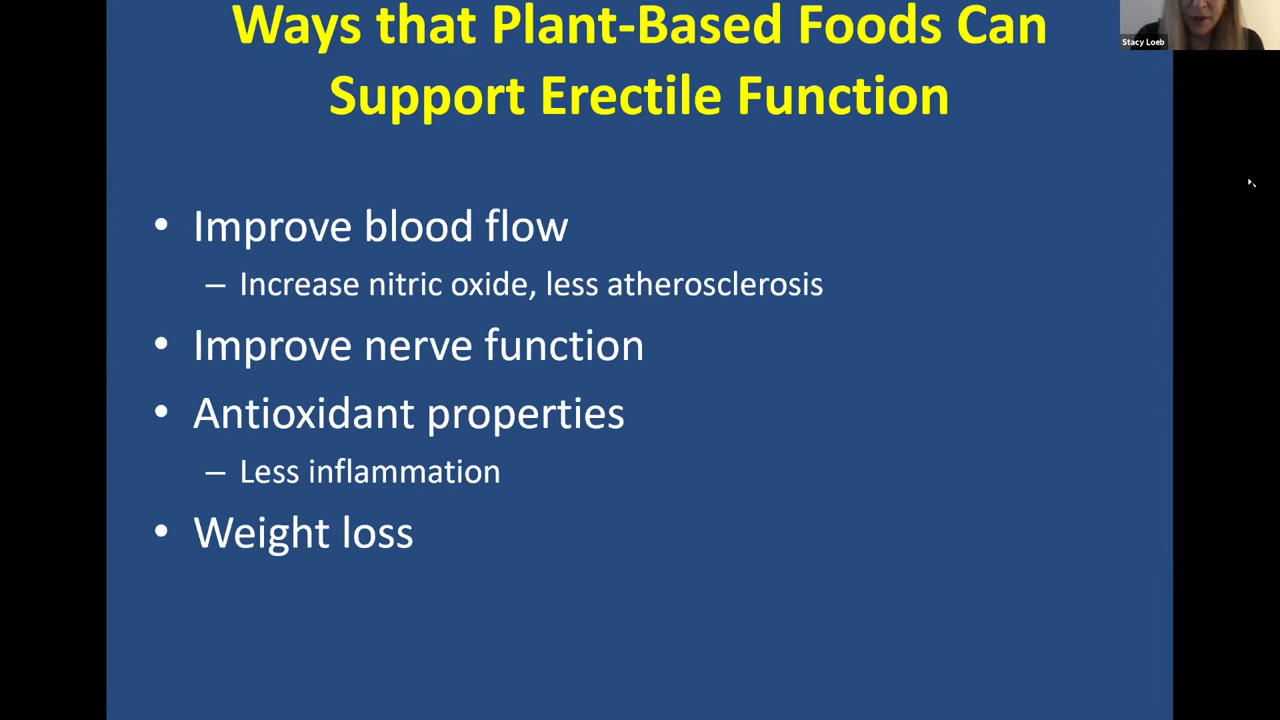 Ways that Plant-Based Foods Can
Support Erectile Function
Stacy Loeb
• Improve blood flow
– Increase nitric oxide, less atherosclerosis
• Improve nerve function
• Antioxidant properties
– Less inflammation
• Weight loss